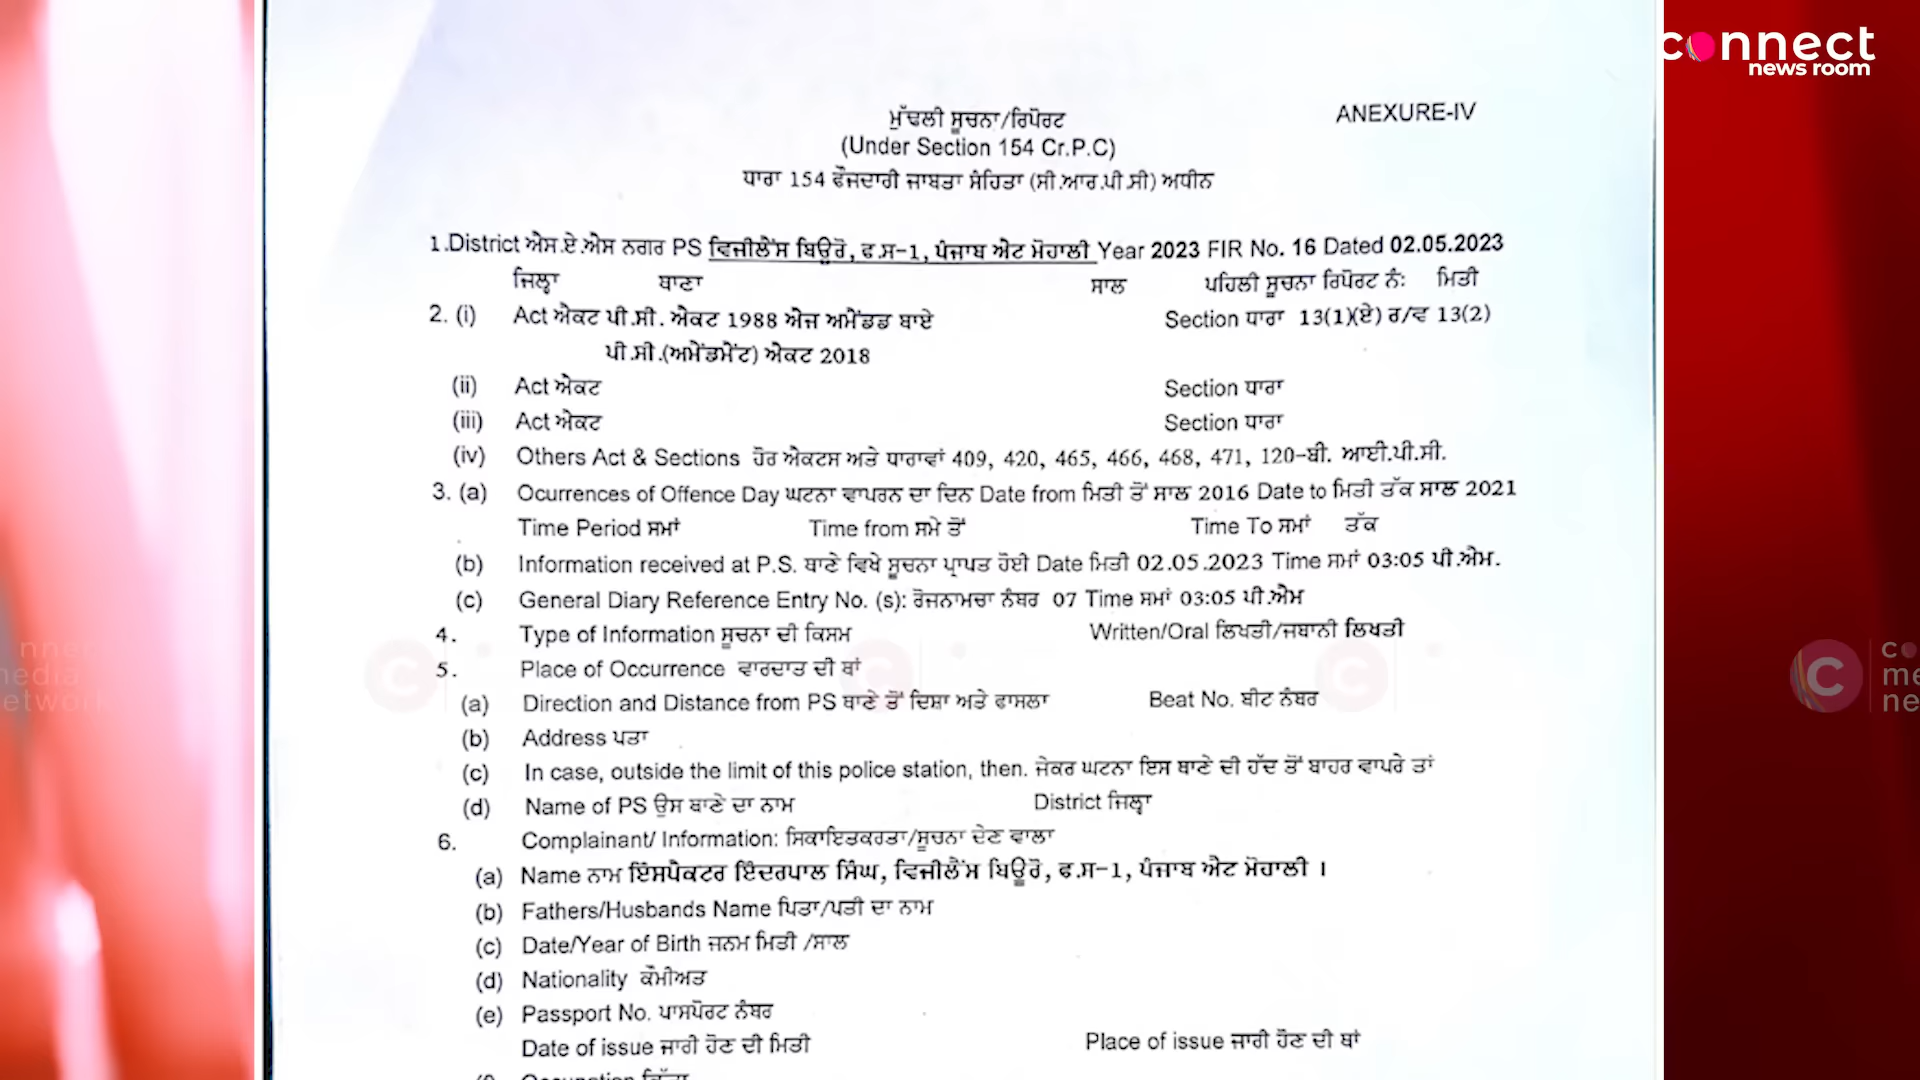 connect
news room
ANEXURE-IV
ਮੁੱਢਲੀ ਸੂਚਨਾ/ਰਿਪੋਰਟ
(Under Section 154 Cr.P.C)
ਧਾਰਾ 154 ਫੌਜਦਾਰੀ ਜਾਬਤਾ ਸੰਹਿਤਾ (ਸੀ.ਆਰ.ਪੀ.ਸੀ) ਅਧੀਨ
1.District ਐਸ.ਏ.ਐਸ ਨਗਰ PS ਵਿਜੀਲੈਂਸ ਬਿਊਰੋ, ਫ.ਸ-1, ਪੰਜਾਬ ਐਟ ਮੋਹਾਲੀ Year 2023 FIR No. 16 Dated 02.05.2023
ਜਿਲ੍ਹਾ ਥਾਣਾ ਸਾਲ ਪਹਿਲੀ ਸੂਚਨਾ ਰਿਪੋਰਟ ਨੰ: ਮਿਤੀ
2. (i) Act ਐਕਟ ਪੀ.ਸੀ. ਐਕਟ 1988 ਐਜ ਅਮੈਂਡਡ ਬਾਏ Section ਧਾਰਾ 13(1)(ਏ) ਰ/ਵ 13(2)
ਪੀ.ਸੀ.(ਅਮੈਂਡਮੈਂਟ) ਐਕਟ 2018
(ii) Act ਐਕਟ Section ਧਾਰਾ
(iii) Act ਐਕਟ Section ਧਾਰਾ
(iv) Others Act & Sections ਹੋਰ ਐਕਟਸ ਅਤੇ ਧਾਰਾਵਾਂ 409, 420, 465, 466, 468, 471, 120-ਬੀ. ਆਈ.ਪੀ.ਸੀ.
3. (a) Ocurrences of Offence Day ਘਟਨਾ ਵਾਪਰਨ ਦਾ ਦਿਨ Date from ਮਿਤੀ ਤੋਂ ਸਾਲ 2016 Date to ਮਿਤੀ ਤੱਕ ਸਾਲ 2021
Time Period ਸਮਾਂ Time from ਸਮੇ ਤੋਂ Time To ਸਮਾਂ ਤੱਕ
(b) Information received at P.S. ਥਾਣੇ ਵਿਖੇ ਸੂਚਨਾ ਪ੍ਰਾਪਤ ਹੋਈ Date ਮਿਤੀ 02.05.2023 Time ਸਮਾਂ 03:05 ਪੀ.ਐਮ.
(c) General Diary Reference Entry No. (s): ਰੋਜਨਾਮਚਾ ਨੰਬਰ 07 Time ਸਮਾਂ 03:05 ਪੀ.ਐਮ
4. Type of Information ਸੂਚਨਾ ਦੀ ਕਿਸਮ Written/Oral ਲਿਖਤੀ/ਜਬਾਨੀ ਲਿਖਤੀ
5. Place of Occurrence ਵਾਰਦਾਤ ਦੀ ਥਾਂ
(a) Direction and Distance from PS ਥਾਣੇ ਤੋਂ ਦਿਸ਼ਾ ਅਤੇ ਫਾਸਲਾ Beat No. ਬੀਟ ਨੰਬਰ
(b) Address ਪਤਾ
(c) In case, outside the limit of this police station, then. ਜੇਕਰ ਘਟਨਾ ਇਸ ਥਾਣੇ ਦੀ ਹੱਦ ਤੋਂ ਬਾਹਰ ਵਾਪਰੇ ਤਾਂ
(d) Name of PS ਉਸ ਥਾਣੇ ਦਾ ਨਾਮ District ਜਿਲ੍ਹਾ
6. Complainant/ Information: ਸਿਕਾਇਤਕਰਤਾ/ਸੂਚਨਾ ਦੇਣ ਵਾਲਾ
(a) Name ਨਾਮ ਇੰਸਪੈਕਟਰ ਇੰਦਰਪਾਲ ਸਿੰਘ, ਵਿਜੀਲੈਂਸ ਬਿਊਰੋ, ਫ.ਸ-1, ਪੰਜਾਬ ਐਟ ਮੋਹਾਲੀ ।
(b) Fathers/Husbands Name ਪਿਤਾ/ਪਤੀ ਦਾ ਨਾਮ
(c) Date/Year of Birth ਜਨਮ ਮਿਤੀ /ਸਾਲ
(d) Nationality ਕੌਮੀਅਤ
(e) Passport No. ਪਾਸਪੋਰਟ ਨੰਬਰ
Date of issue ਜਾਰੀ ਹੋਣ ਦੀ ਮਿਤੀ Place of issue ਜਾਰੀ ਹੋਣ ਦੀ ਥਾਂ